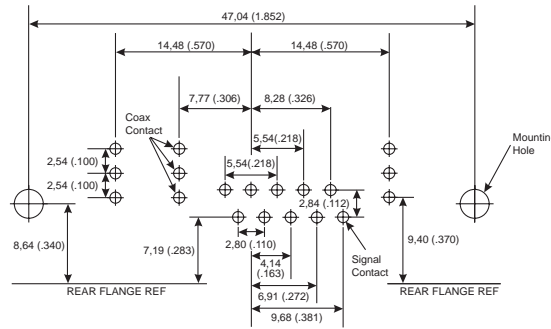 47,04 (1.852)
14,48 (.570)
14,48 (.570)
7,77 (.306)
8,28 (.326)
Coax
Contact
5,54(.218)
Mountin
Hole
2,54 (.100)
5,54(.218)
2,54 (.100)
2,84 (.112)
8,64 (.340)
7,19 (.283)
2,80 (.110)
9,40 (.370)
4,14
(.163)
Signal
Contact
6,91 (.272)
REAR FLANGE REF
REAR FLANGE REF
9,68 (.381)